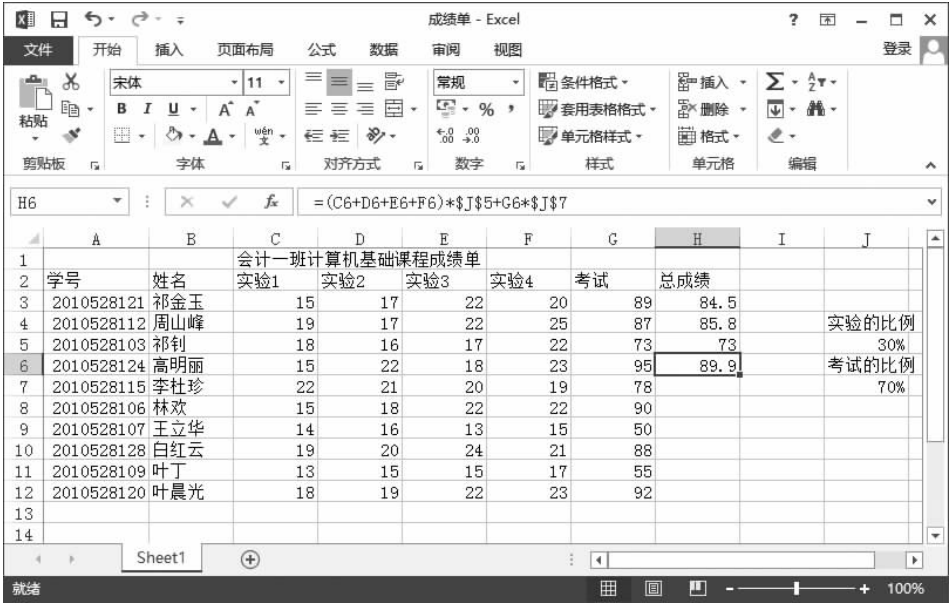 成绩单 - Excel ?
文件 开始 插入 页面布局 公式 数据 审阅 视图 登录
粘贴 宋体 11 常规 条件格式 插入 Σ
B I U A A % , 套用表格格式 删除
A wén 文 .00 单元格样式 格式
剪贴板 字体 对齐方式 数字 样式 单元格 编辑
H6 fx =(C6+D6+E6+F6)*$J$5+G6*$J$7
A B C D E F G H I J
1 会计一班计算机基础课程成绩单
2 学号 姓名 实验1 实验2 实验3 实验4 考试 总成绩
3 2010528121 祁金玉 15 17 22 20 89 84.5
4 2010528112 周山峰 19 17 22 25 87 85.8 实验的比例
5 2010528103 祁钊 18 16 17 22 73 73 30%
6 2010528124 高明丽 15 22 18 23 95 89.9 考试的比例
7 2010528115 李杜珍 22 21 20 19 78 70%
8 2010528106 林欢 15 18 22 22 90
9 2010528107 王立华 14 16 13 15 50
10 2010528128 白红云 19 20 24 21 88
11 2010528109 叶丁 13 15 15 17 55
12 2010528120 叶晨光 18 19 22 23 92
13
14
Sheet1
就绪 100%